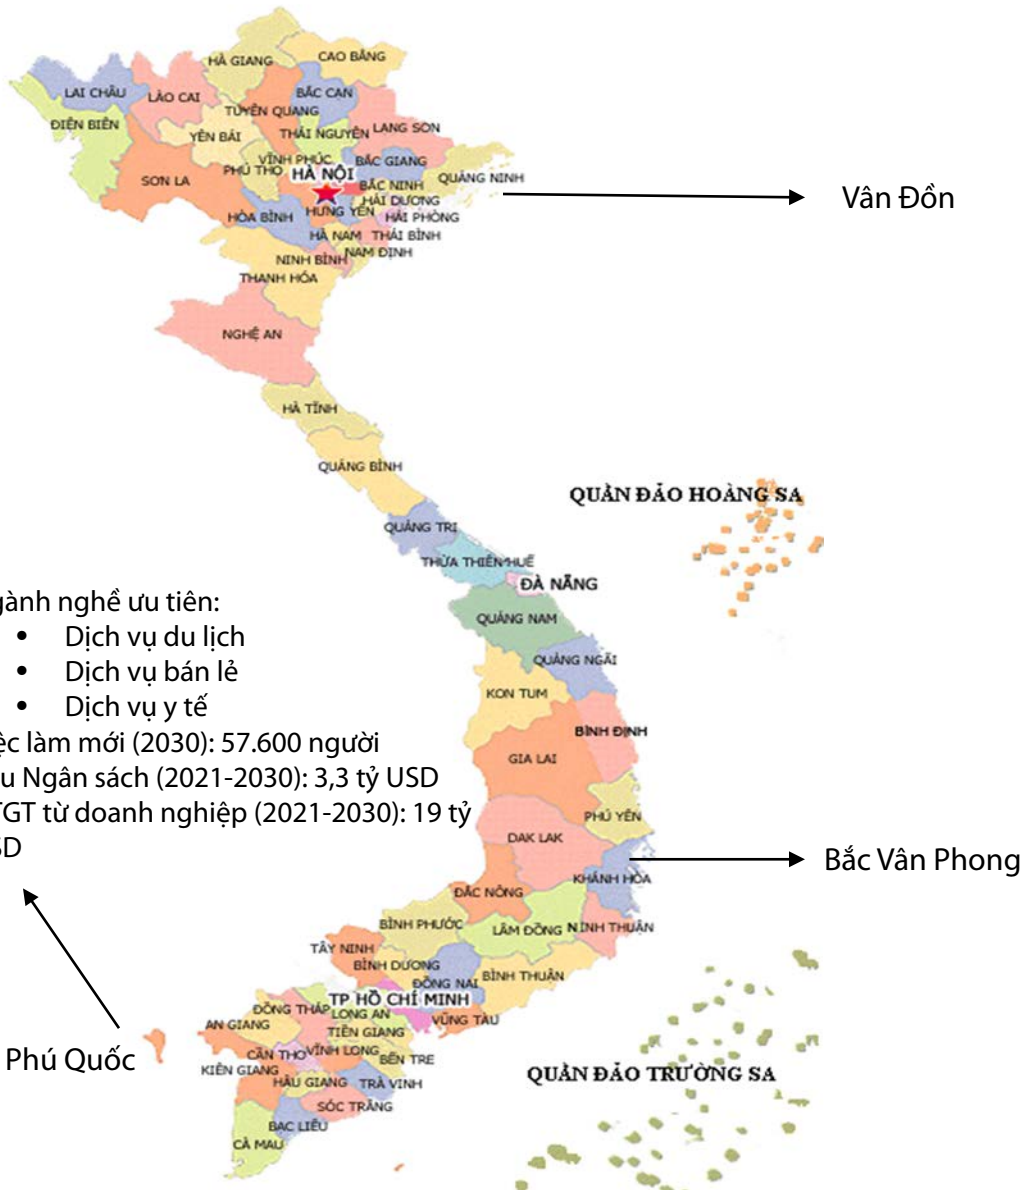 HÀ GIANG
CAO BẰNG
LAI CHÂU
LÀO CAI
BẮC CẠN
TUYÊN QUANG
ĐIỆN BIÊN
YÊN BÁI
THÁI NGUYÊN
LẠNG SƠN
VĨNH PHÚC
BẮC GIANG
PHÚ THỌ
HÀ NỘI
SƠN LA
BẮC NINH
QUẢNG NINH
Vân Đồn
HẢI DƯƠNG
HÒA BÌNH
HƯNG YÊN
HẢI PHÒNG
HÀ NAM
THÁI BÌNH
NINH BÌNH
NAM ĐỊNH
THANH HÓA
NGHỆ AN
HÀ TĨNH
QUẢNG BÌNH
QUẦN ĐẢO HOÀNG SA
QUẢNG TRỊ
THỪA THIÊN HUẾ
ĐÀ NẴNG
gành nghề ưu tiên:
• Dịch vụ du lịch
• Dịch vụ bán lẻ
• Dịch vụ y tế
ệc làm mới (2030): 57.600 người
u Ngân sách (2021-2030): 3,3 tỷ USD
TGT từ doanh nghiệp (2021-2030): 19 tỷ
SD
QUẢNG NAM
QUẢNG NGÃI
KON TUM
BÌNH ĐỊNH
GIA LAI
PHÚ YÊN
DAK LAK
Bắc Vân Phong
KHÁNH HÒA
ĐẮC NÔNG
BÌNH PHƯỚC
LÂM ĐỒNG
NINH THUẬN
TÂY NINH
BÌNH DƯƠNG
ĐỒNG NAI
BÌNH THUẬN
TP HỒ CHÍ MINH
ĐỒNG THÁP
LONG AN
VŨNG TÀU
AN GIANG
TIỀN GIANG
Phú Quốc
CẦN THƠ
VĨNH LONG
BẾN TRE
KIÊN GIANG
HẬU GIANG
TRÀ VINH
QUẦN ĐẢO TRƯỜNG SA
SÓC TRĂNG
BẠC LIÊU
CÀ MAU